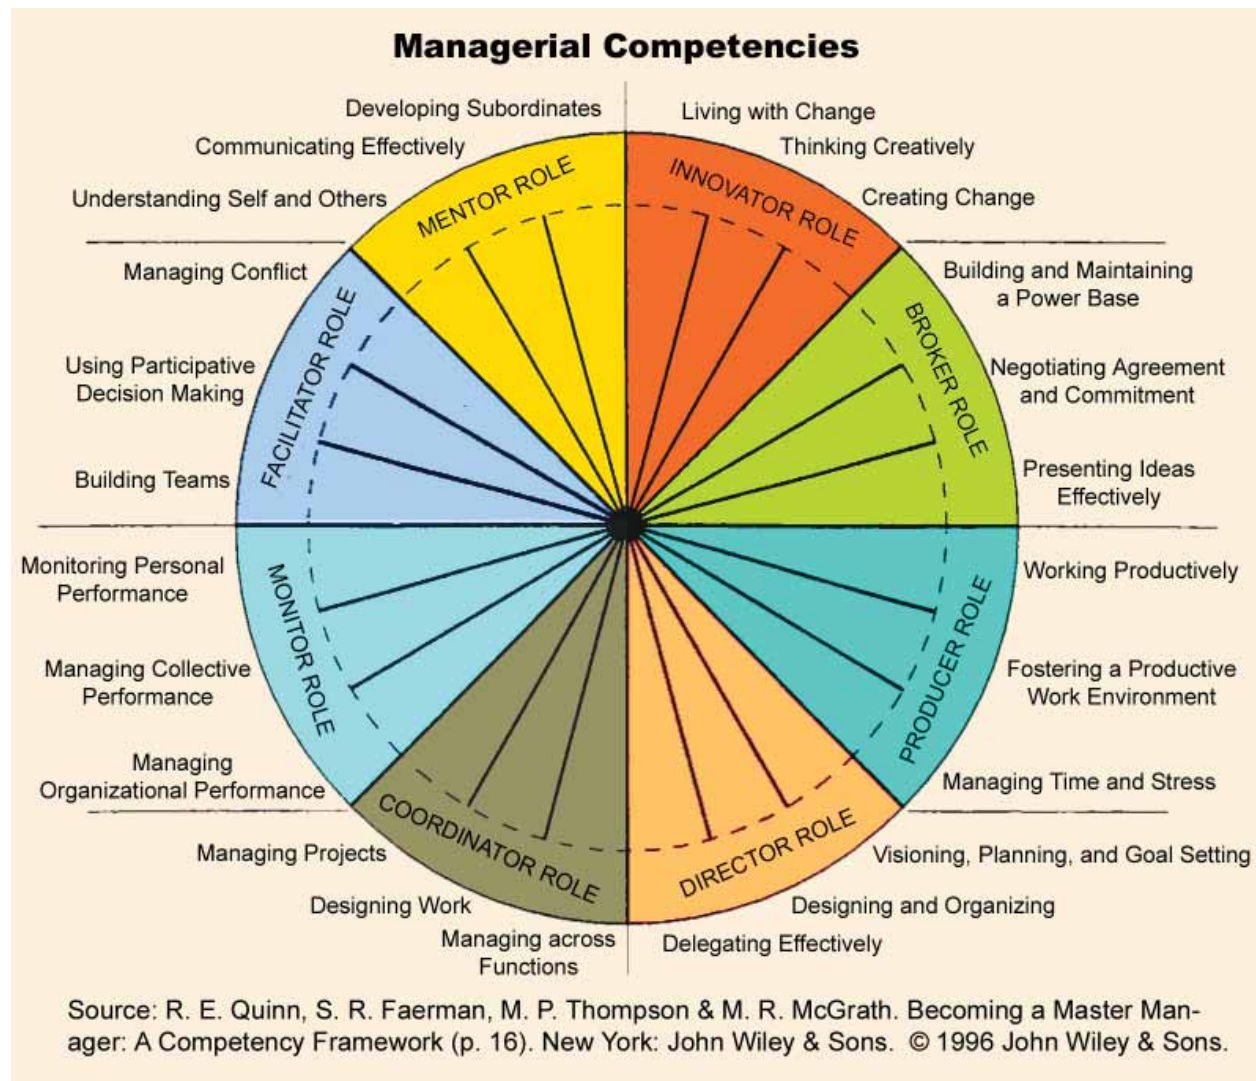 Managerial Competencies
Developing Subordinates
Communicating Effectively
Understanding Self and Others
MENTOR ROLE
Living with Change
Thinking Creatively
Creating Change
INNOVATOR ROLE
Managing Conflict
Using Participative
Decision Making
Building Teams
FACILITATOR ROLE
Building and Maintaining
a Power Base
Negotiating Agreement
and Commitment
Presenting Ideas
Effectively
BROKER ROLE
Monitoring Personal
Performance
Managing Collective
Performance
Managing
Organizational Performance
MONITOR ROLE
Working Productively
Fostering a Productive
Work Environment
Managing Time and Stress
PRODUCER ROLE
Managing Projects
Designing Work
Managing across
Functions
COORDINATOR ROLE
Visioning, Planning, and Goal Setting
Designing and Organizing
Delegating Effectively
DIRECTOR ROLE
Source: R. E. Quinn, S. R. Faerman, M. P. Thompson & M. R. McGrath. Becoming a Master Man-
ager: A Competency Framework (p. 16). New York: John Wiley & Sons. © 1996 John Wiley & Sons.